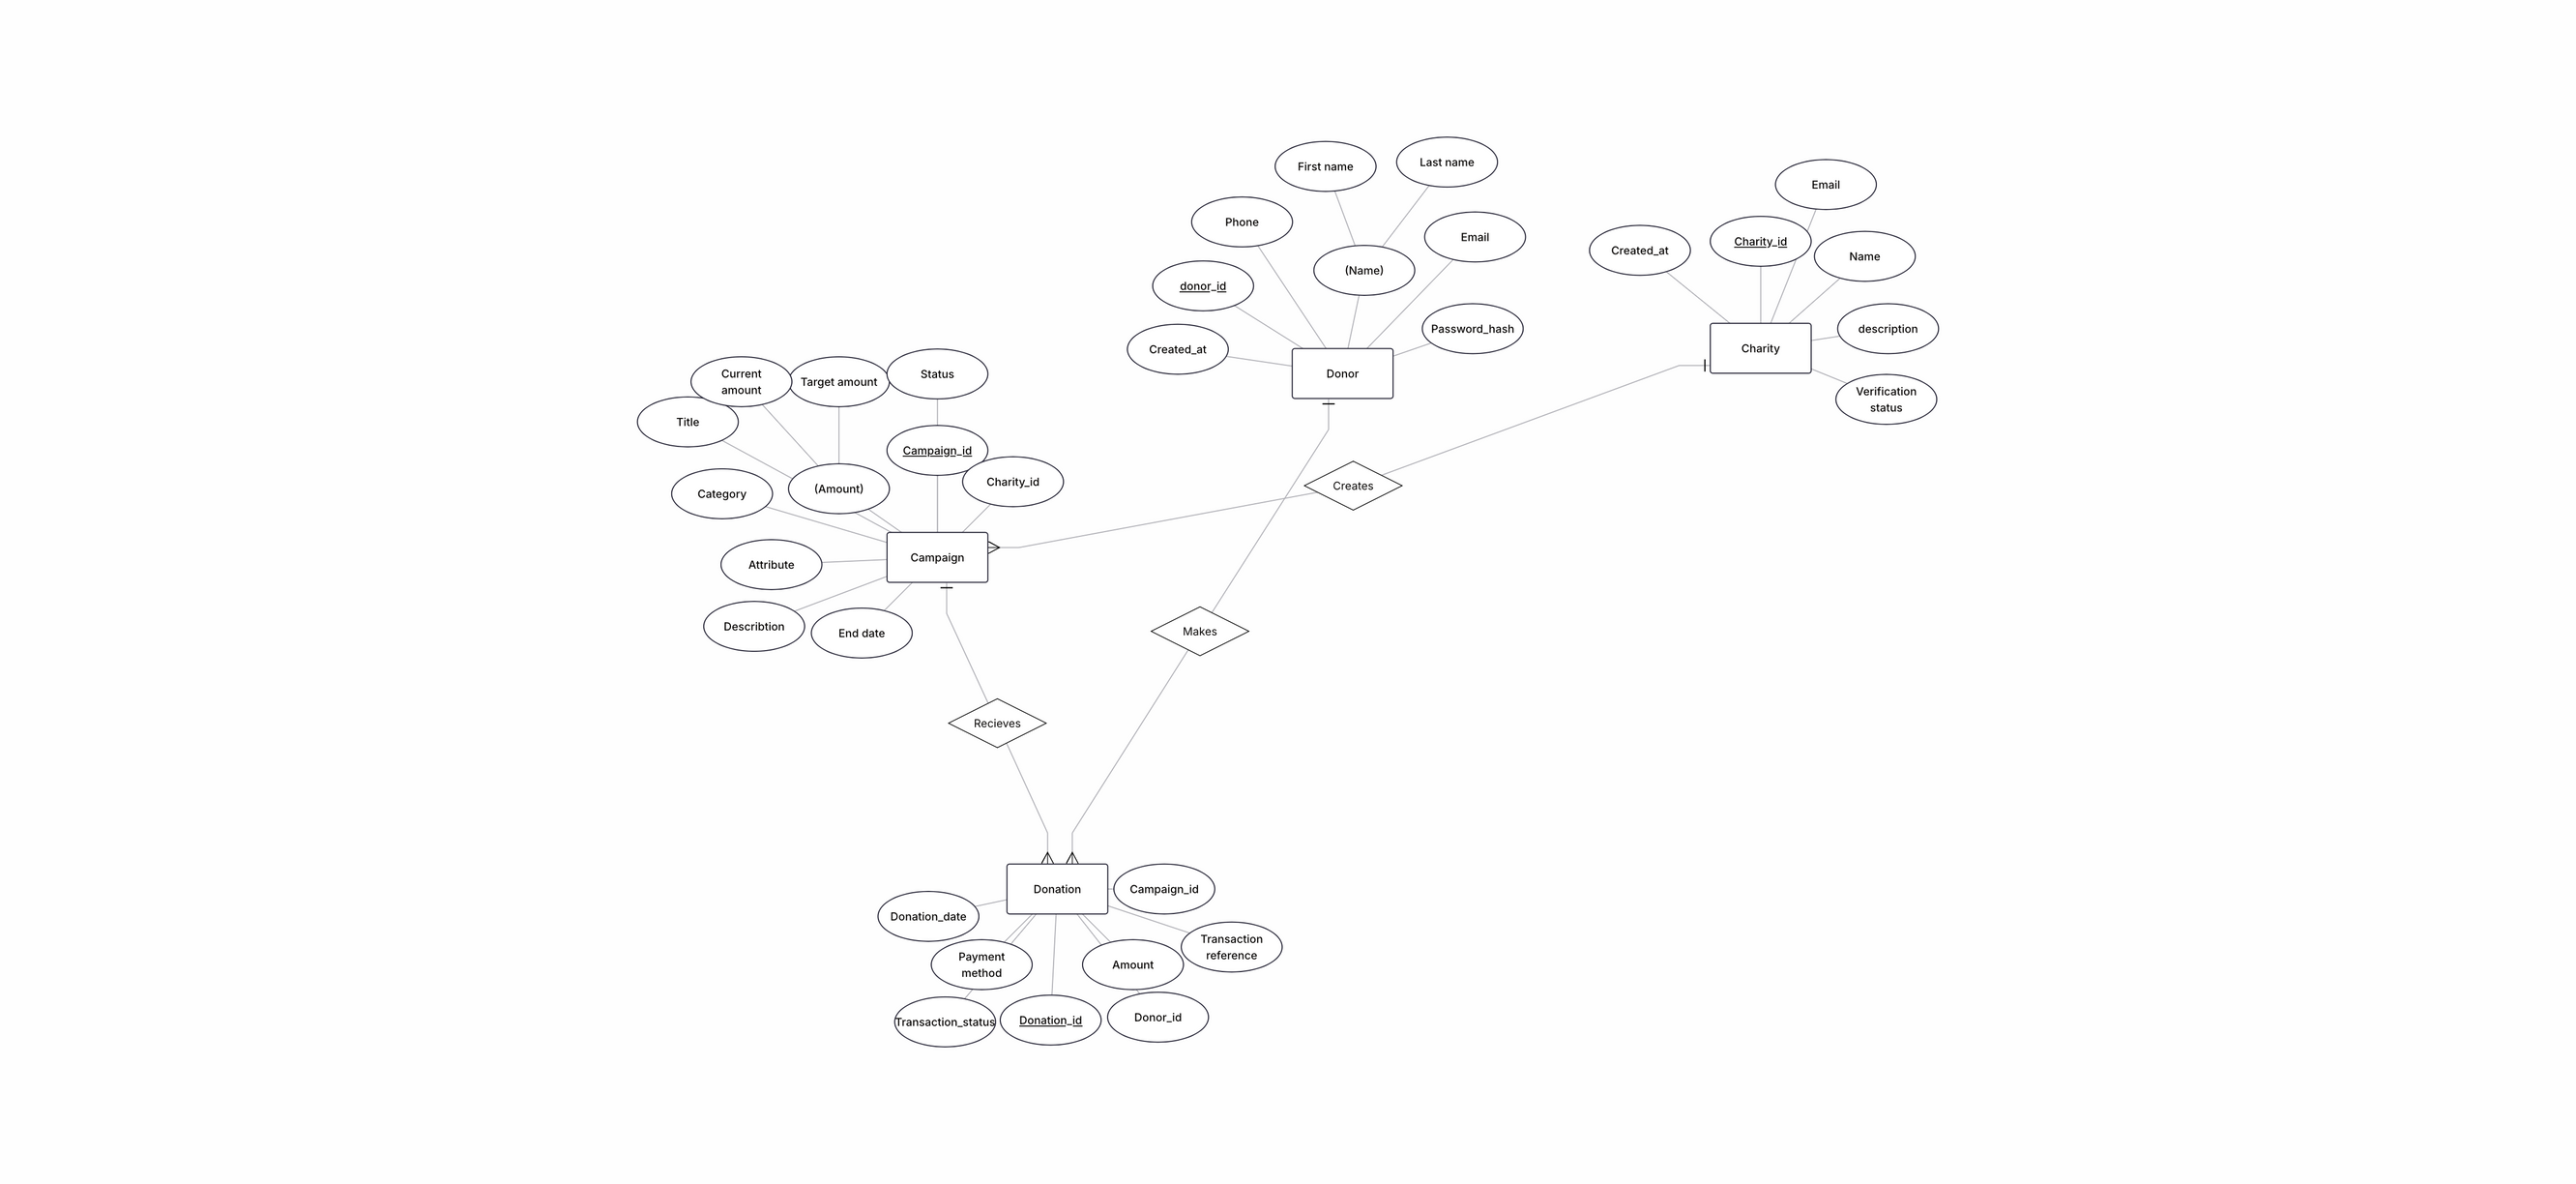 First name
Last name
Email
Phone
Email
Created_at
Charity_id
Name
(Name)
donor_id
description
Password_hash
Created_at
Charity
Donor
Verification
status
Current
amount
Target amount
Status
Title
Campaign_id
Charity_id
Category
(Amount)
Creates
Campaign
Attribute
Describtion
End date
Makes
Recieves
Donation
Campaign_id
Donation_date
Transaction
reference
Payment
method
Amount
Transaction_status
Donation_id
Donor_id